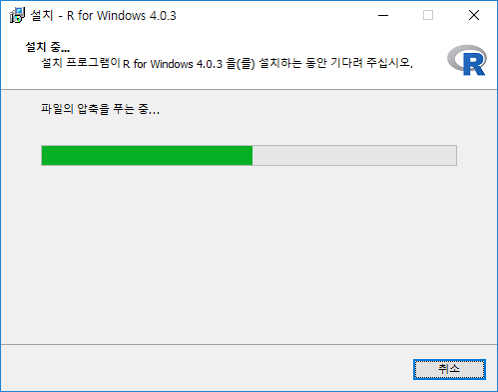 설치 - R for Windows 4.0.3
설치 중...
설치 프로그램이 R for Windows 4.0.3 을(를) 설치하는 동안 기다려 주십시오.
R
파일의 압축을 푸는 중...
취소